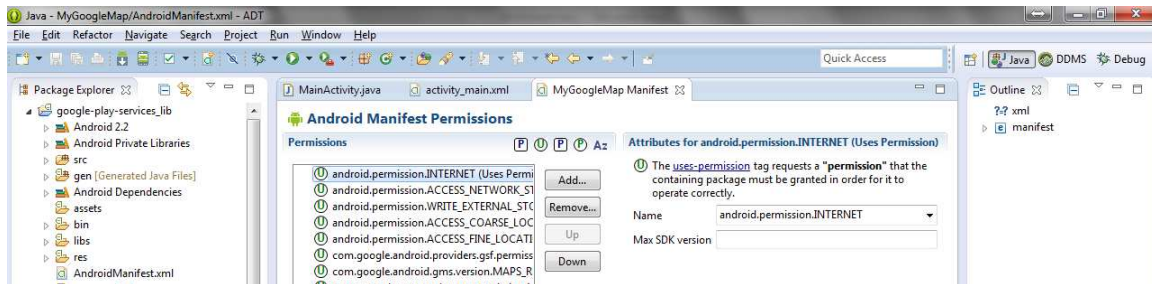 Java - MyGoogleMap/AndroidManifest.xml - ADT
File Edit Refactor Navigate Search Project Run Window Help
Quick Access Java DDMS Debug
Package Explorer
google-play-services_lib
Android 2.2
Android Private Libraries
src
gen [Generated Java Files]
Android Dependencies
assets
bin
libs
res
AndroidManifest.xml
MainActivity.java activity_main.xml MyGoogleMap Manifest
Android Manifest Permissions
Permissions
P U P P Az
android.permission.INTERNET (Uses Permi
android.permission.ACCESS_NETWORK_ST
android.permission.WRITE_EXTERNAL_STO
android.permission.ACCESS_COARSE_LOC
android.permission.ACCESS_FINE_LOCATI
com.google.android.providers.gsf.permiss
com.google.android.gms.version.MAPS_R
Add...
Remove...
Up
Down
Attributes for android.permission.INTERNET (Uses Permission)
U The uses-permission tag requests a "permission" that the
containing package must be granted in order for it to
operate correctly.
Name android.permission.INTERNET
Max SDK version
Outline
?-? xml
e manifest